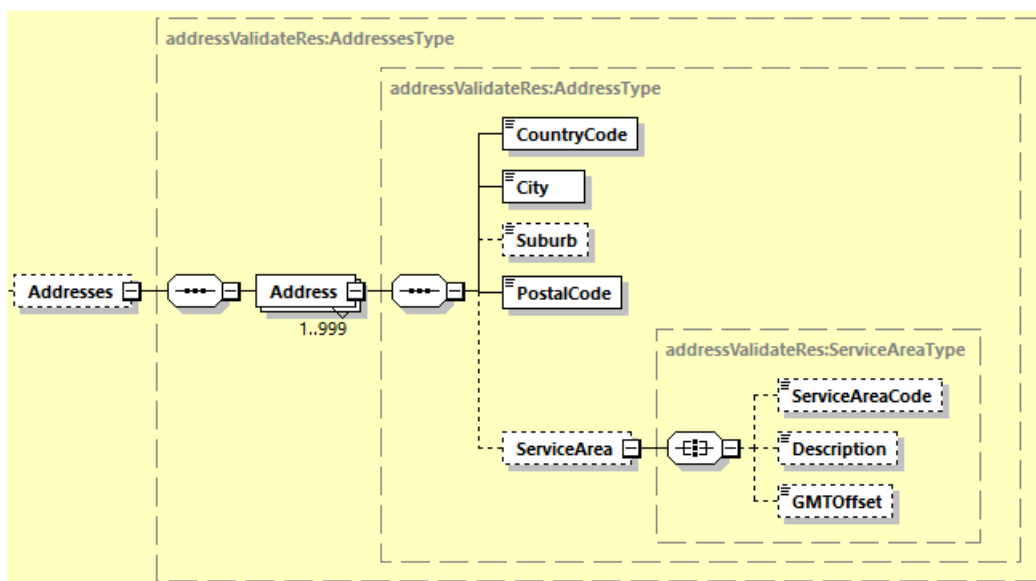 addressValidateRes:AddressesType
addressValidateRes:AddressType
CountryCode
City
Suburb
Addresses
Address
PostalCode
1..999
addressValidateRes:ServiceAreaType
ServiceAreaCode
ServiceArea
Description
GMTOffset